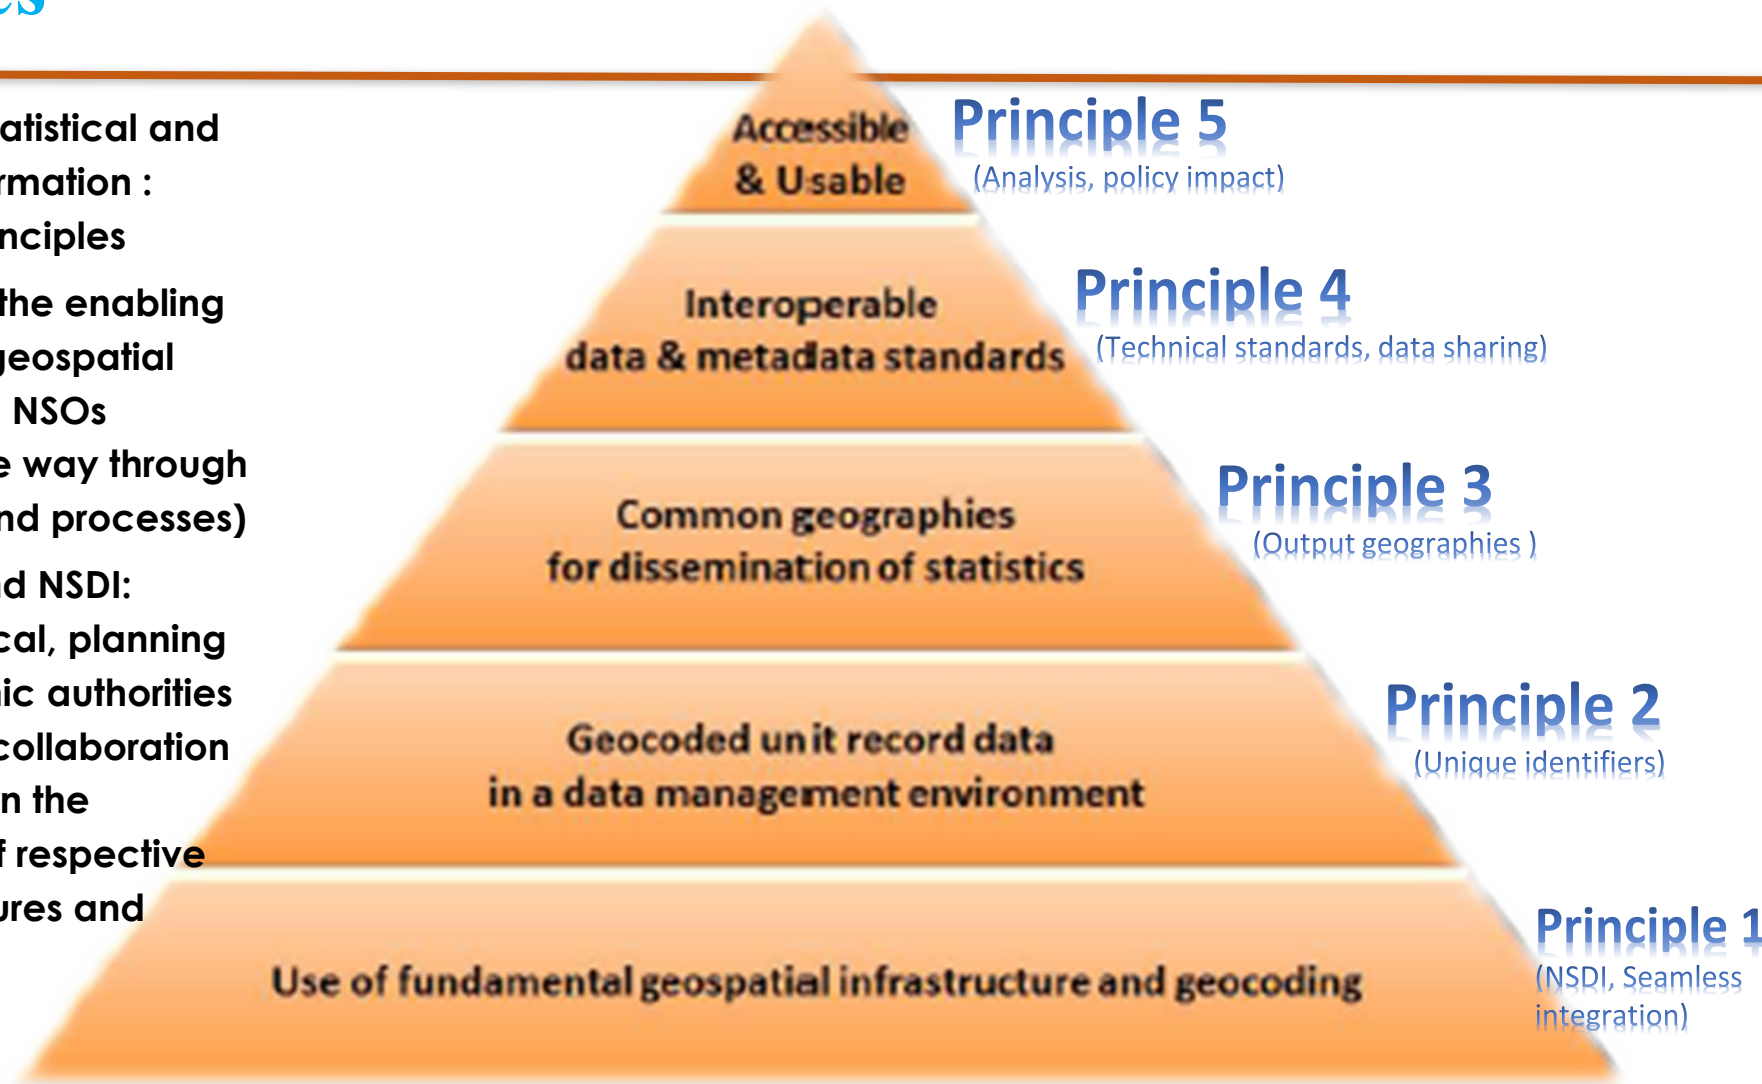 atistical and
rmation :
nciples
the enabling
geospatial
NSOs
e way through
nd processes)
nd NSDI:
cal, planning
nic authorities
collaboration
n the
f respective
ures and
Accessible
& Usable
Principle 5
(Analysis, policy impact)
Interoperable
data & metadata standards
Principle 4
(Technical standards, data sharing)
Common geographies
for dissemination of statistics
Principle 3
(Output geographies )
Geocoded unit record data
in a data management environment
Principle 2
(Unique identifiers)
Use of fundamental geospatial infrastructure and geocoding
Principle 1
(NSDI, Seamless
integration)